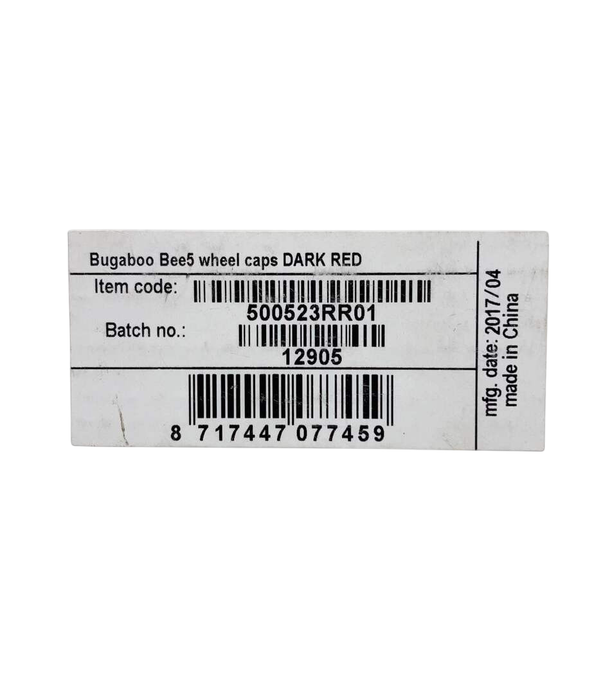 Bugaboo Bee5 wheel caps DARK RED
Item code:
500523RR01
Batch no.:
12905
8 717447 077459
mfg. date: 2017/04
made in China